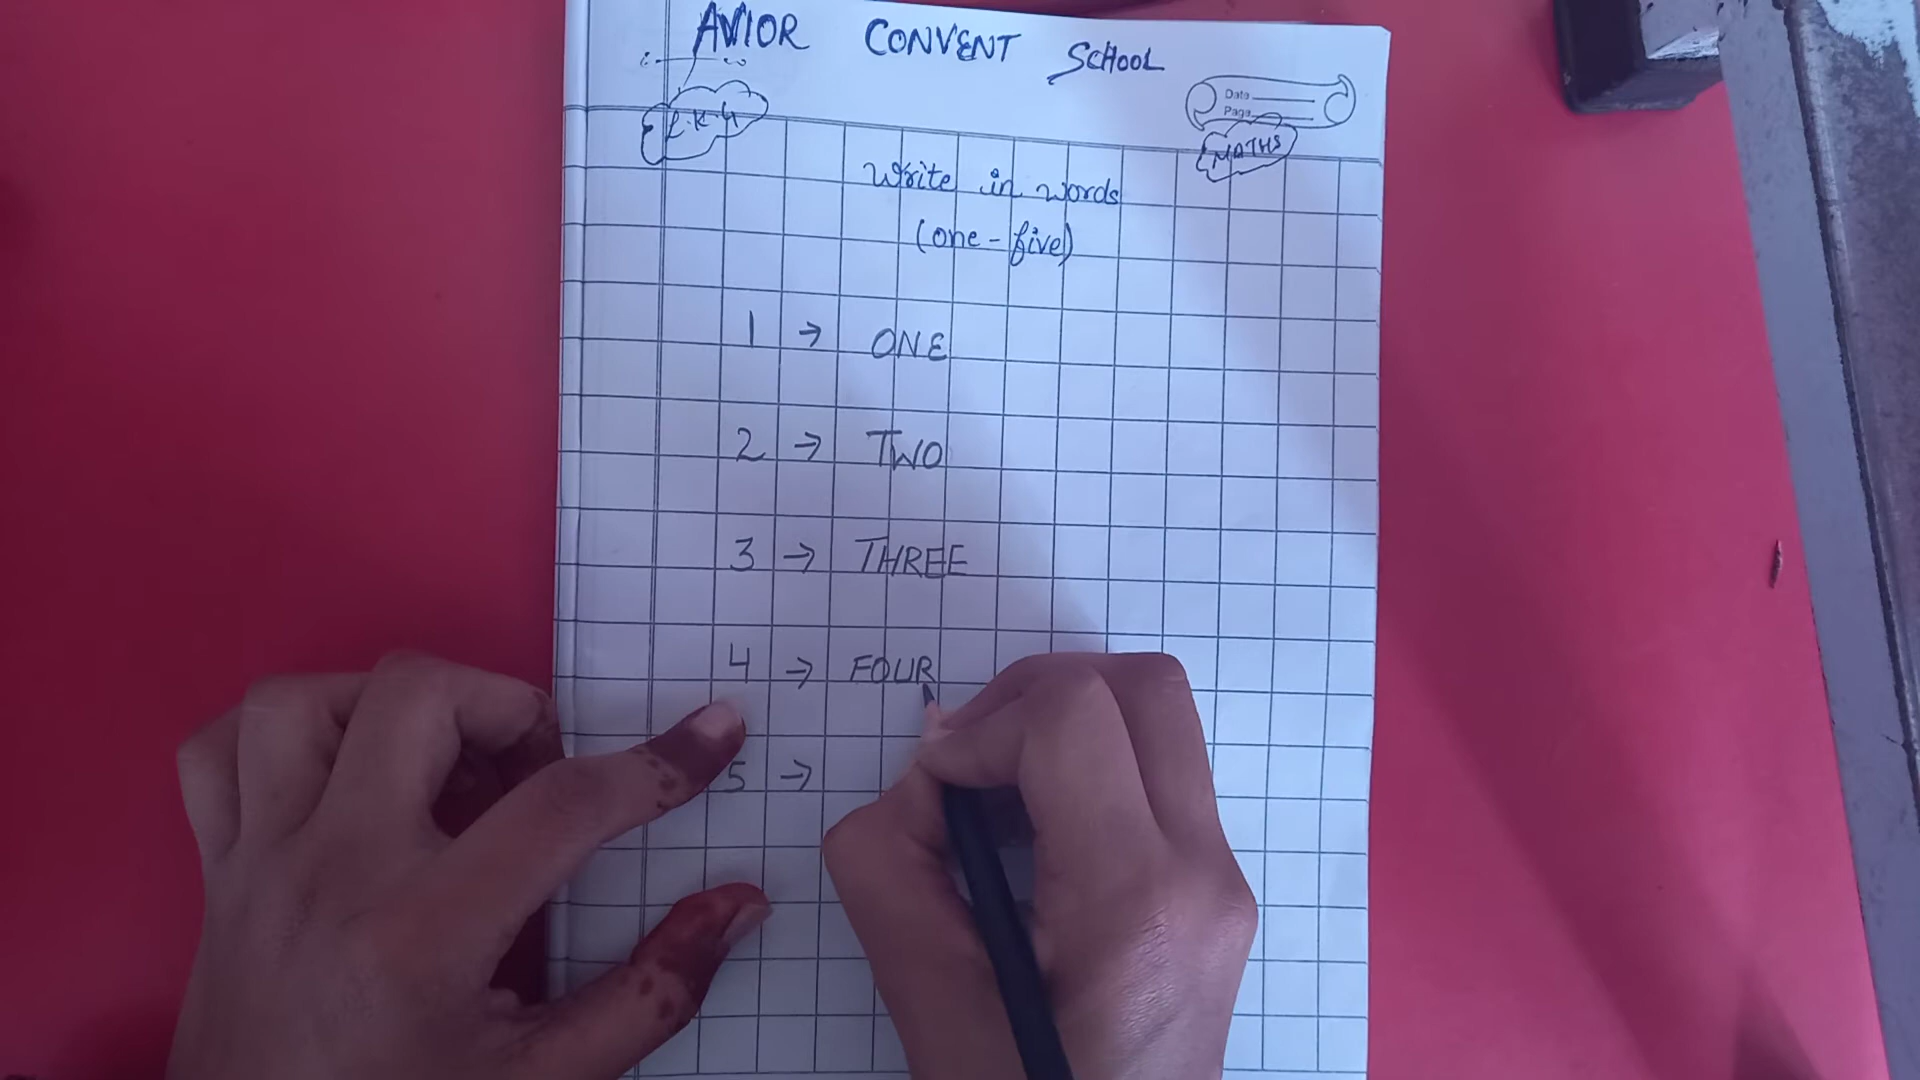 AVIOR CONVENT SCHOOL
L.K.G
Date
Page
MATHS
Write in words
(one - five)
1 → ONE
2 → TWO
3 → THREE
4 → FOUR
5 →